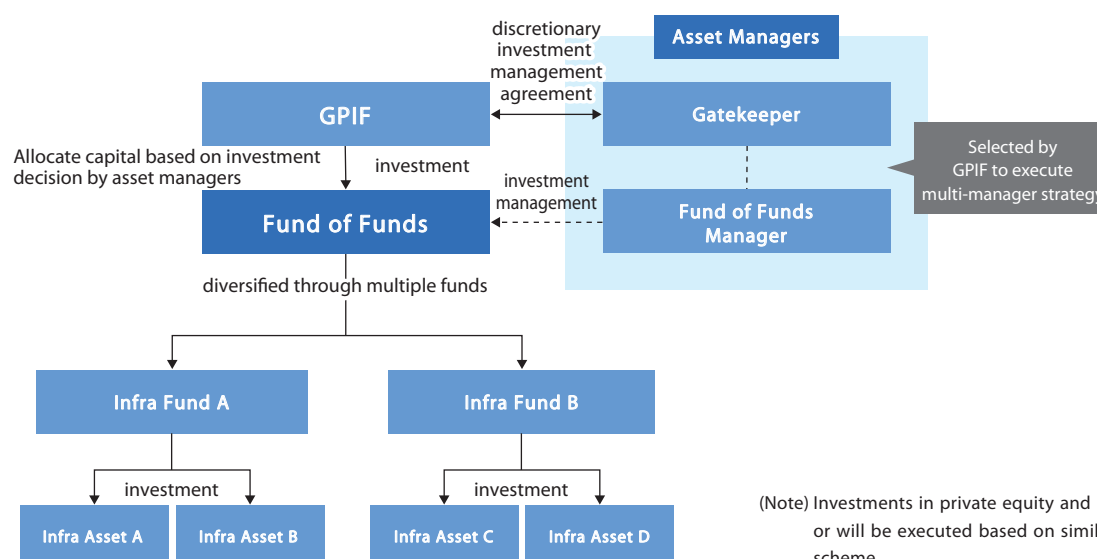 discretionary
investment
management
agreement
Asset Managers
GPIF
Gatekeeper
Selected by
GPIF to execute
multi-manager strategy
Allocate capital based on investment
decision by asset managers
investment
investment
management
Fund of Funds
Fund of Funds
Manager
diversified through multiple funds
Infra Fund A
Infra Fund B
investment
investment
Infra Asset A
Infra Asset B
Infra Asset C
Infra Asset D
(Note) Investments in private equity and
or will be executed based on simil
scheme